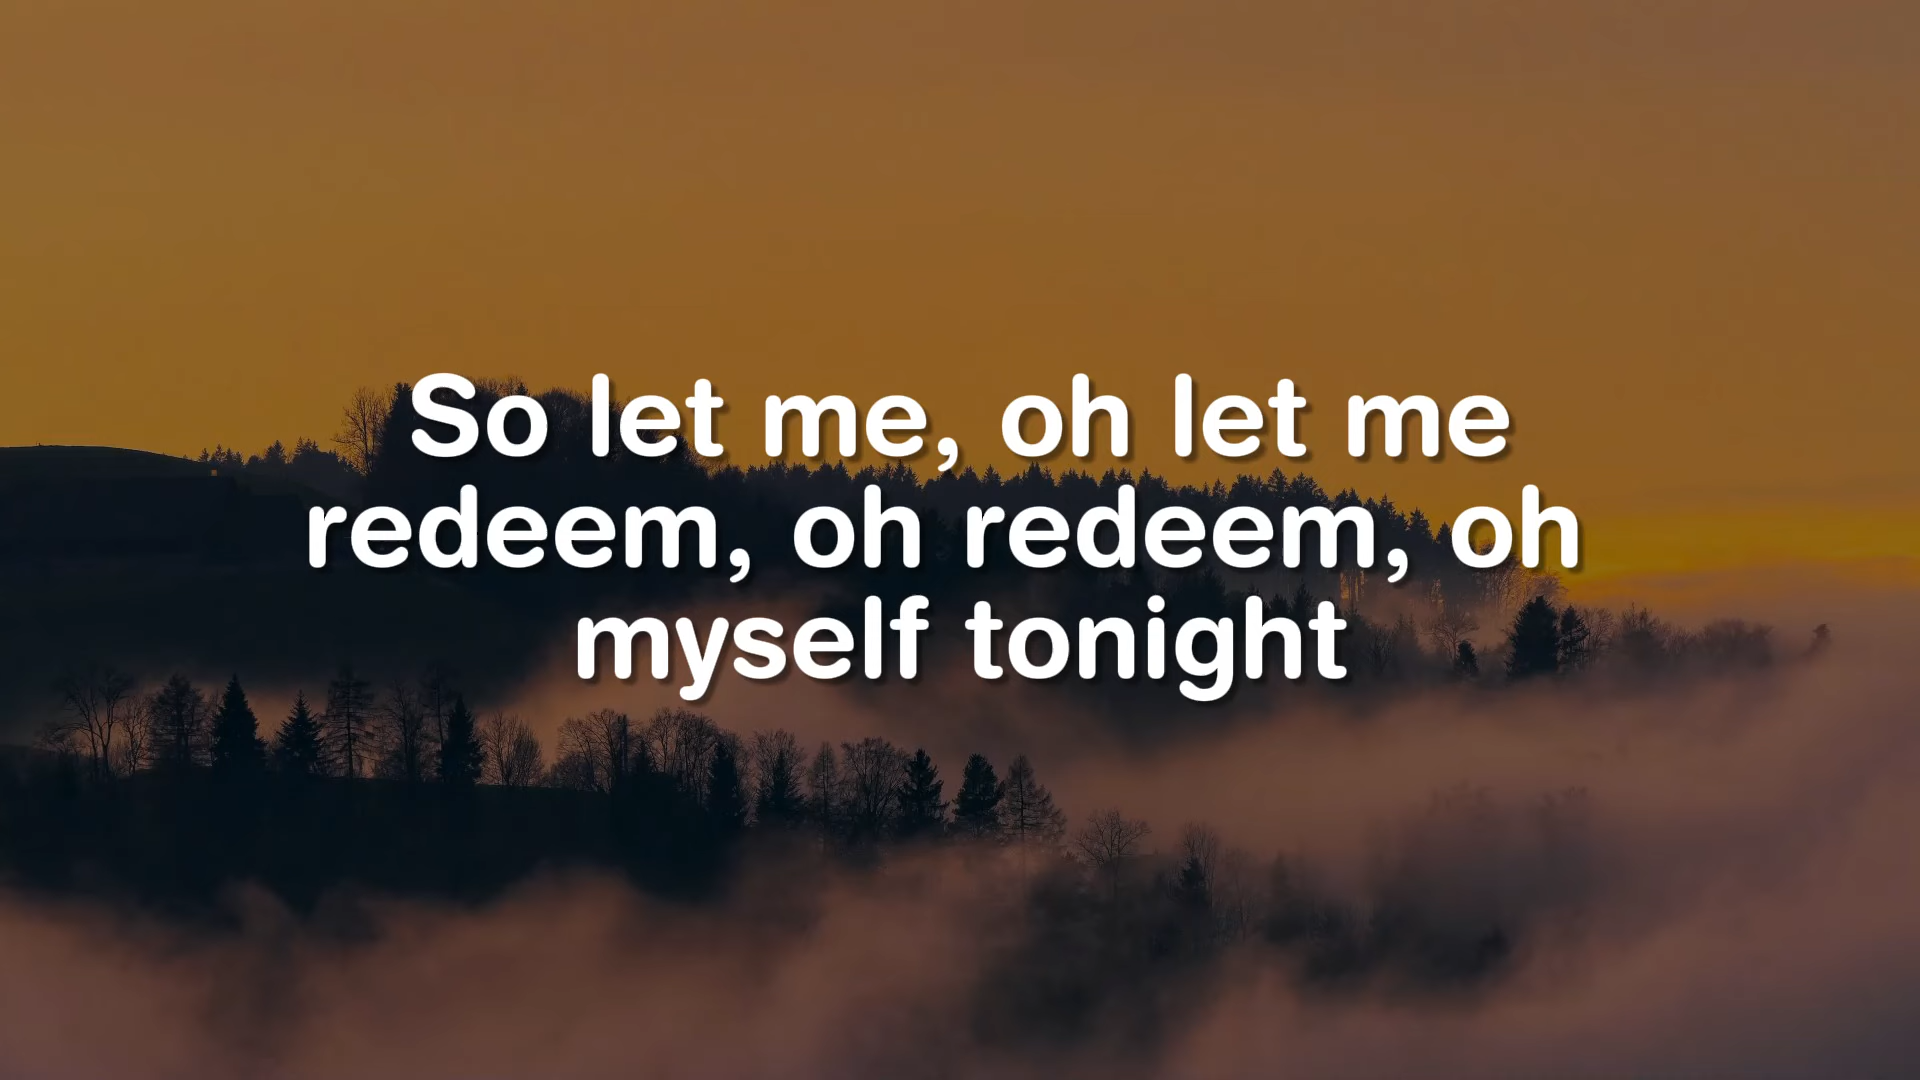 So let me, oh let me
redeem, oh redeem, oh
myself tonight